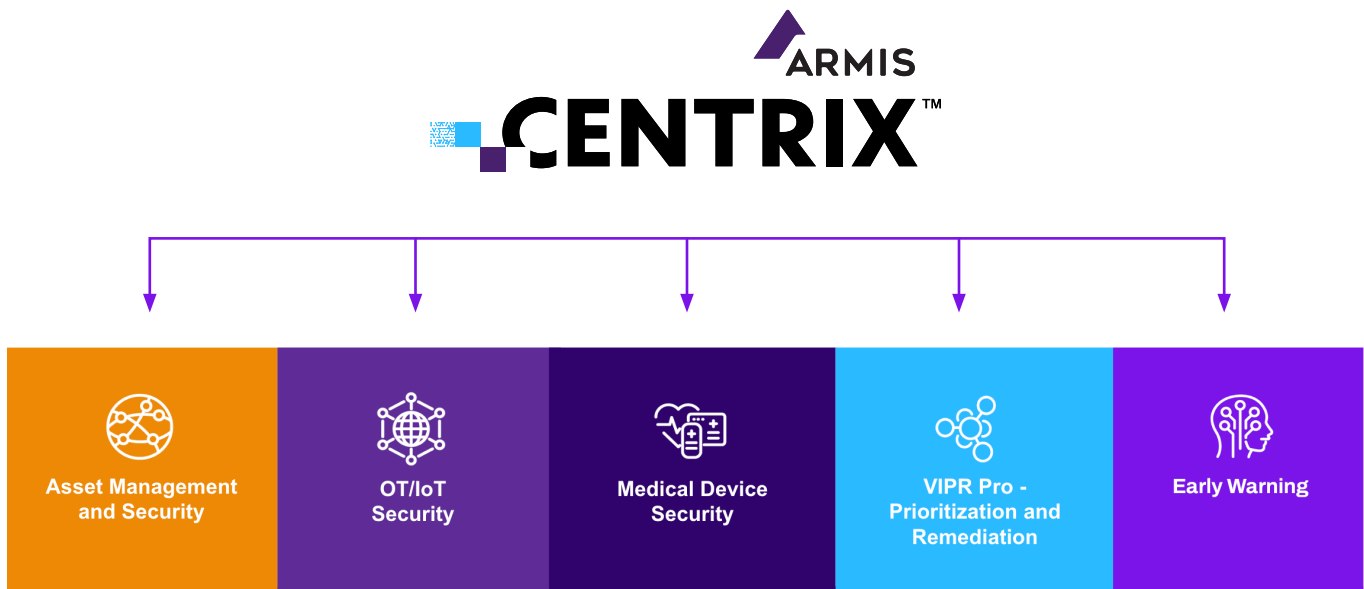 ARMIS
CENTRIX™
Asset Management
and Security
OT/IoT
Security
Medical Device
Security
VIPR Pro -
Prioritization and
Remediation
Early Warning